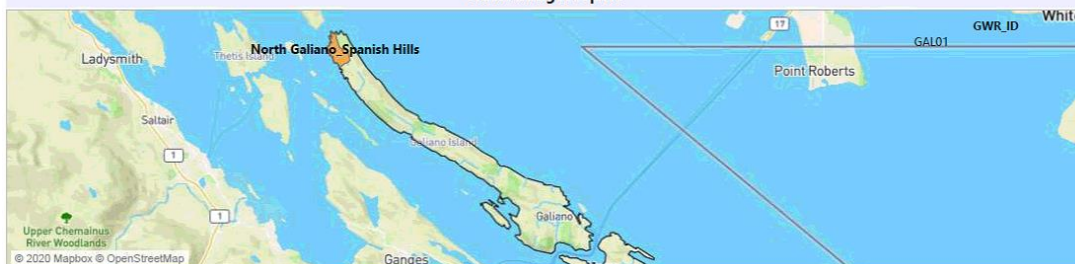 White
17
GWR_ID
GAL01
North Galiano_Spanish Hills
Ladysmith
Thetis Island
Point Roberts
Saltair
Galiano Island
1
1
Galiano
Upper Chemainus
River Woodlands
© 2020 Mapbox © OpenStreetMap
Ganges